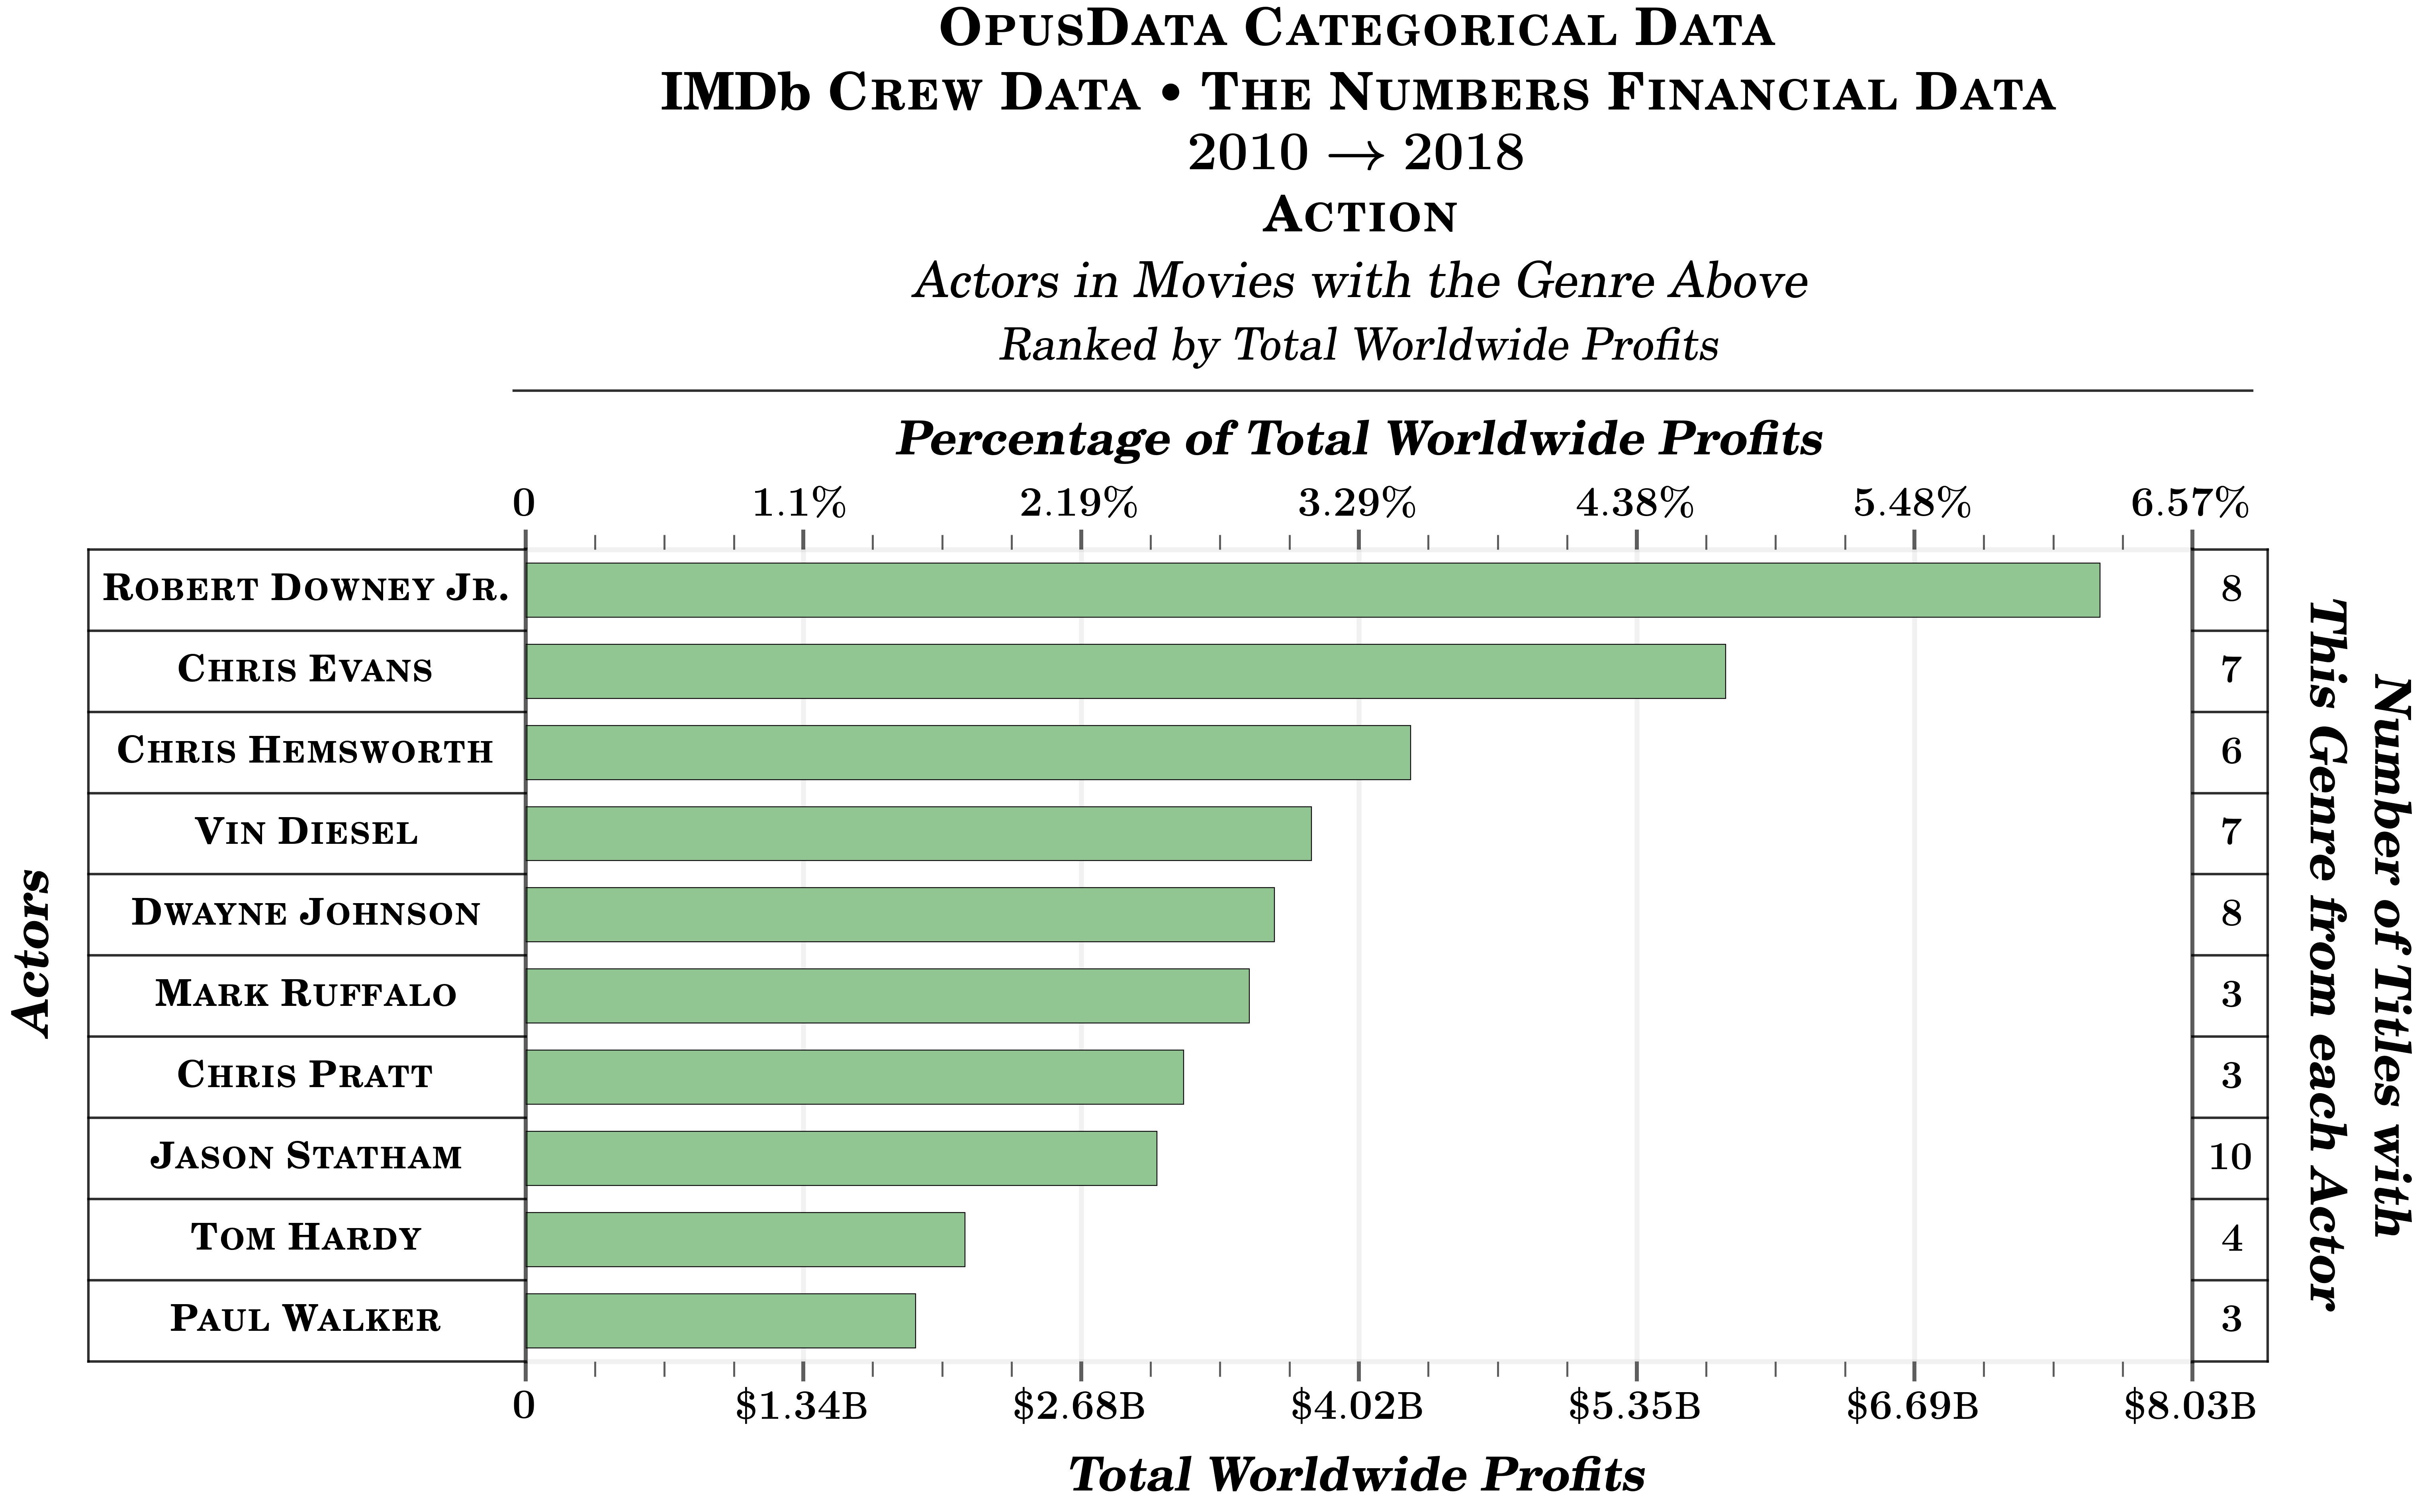 OpusData Categorical Data
IMDb Crew Data • The Numbers Financial Data
2010 → 2018
Action
Actors in Movies with the Genre Above
Ranked by Total Worldwide Profits
Percentage of Total Worldwide Profits
0 1.1% 2.19% 3.29% 4.38% 5.48% 6.57%
Robert Downey Jr. 8
Chris Evans 7
Chris Hemsworth 6
Vin Diesel 7
Dwayne Johnson 8
Mark Ruffalo 3
Chris Pratt 3
Jason Statham 10
Tom Hardy 4
Paul Walker 3
Actors
Number of Titles with
This Genre from each Actor
0 $1.34B $2.68B $4.02B $5.35B $6.69B $8.03B
Total Worldwide Profits